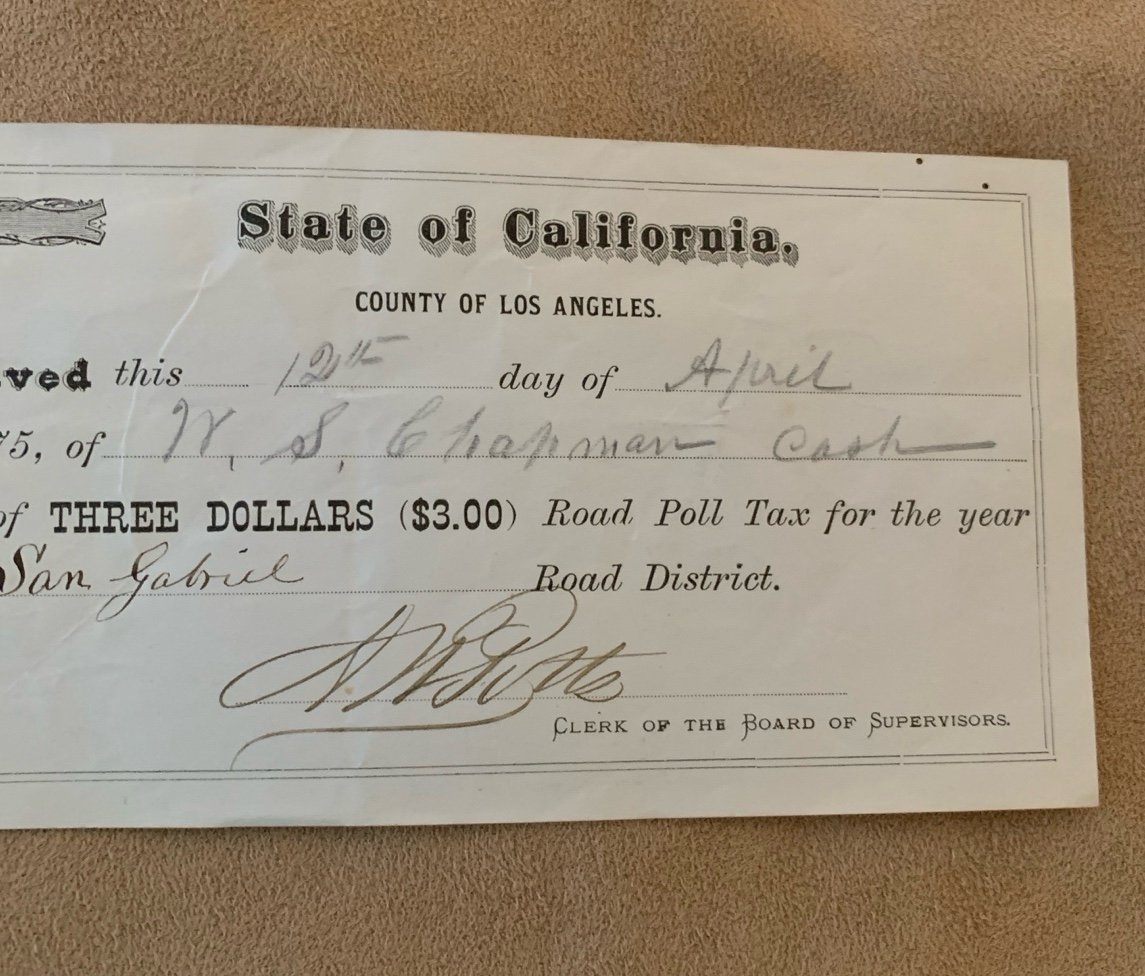 State of California.
COUNTY OF LOS ANGELES.
ved this 12th day of April
75, of W. S. Chapman cash
of THREE DOLLARS ($3.00) Road Poll Tax for the year
San Gabriel Road District.
A W Potts
CLERK OF THE BOARD OF SUPERVISORS.